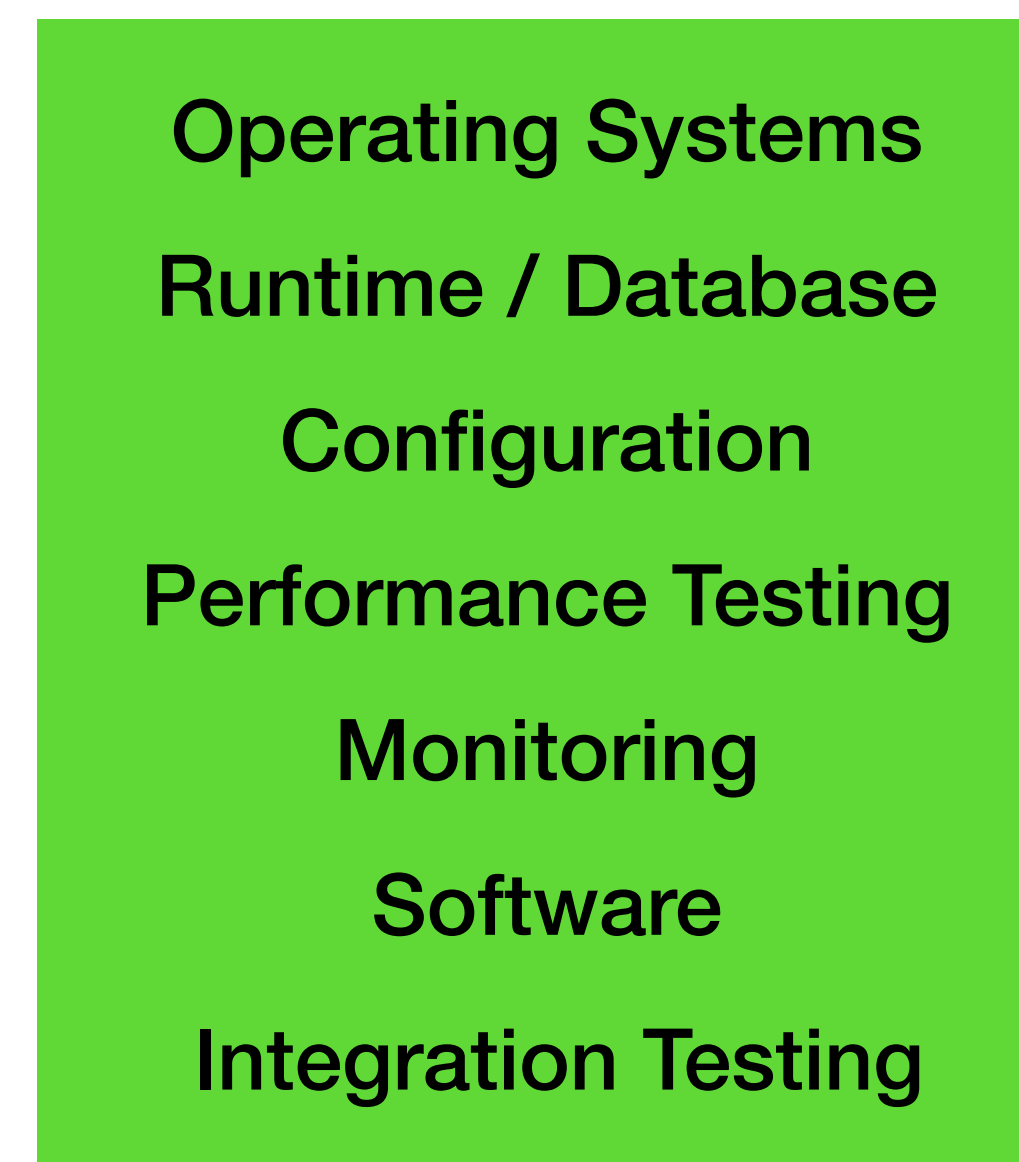 Operating Systems
Runtime / Database
Configuration
Performance Testing
Monitoring
Software
Integration Testing